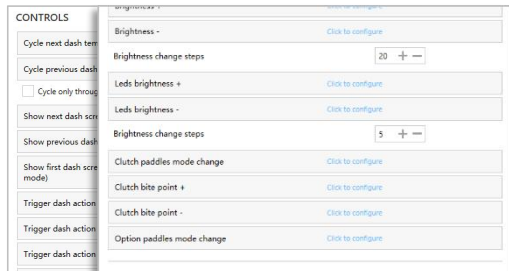 CONTROLS
Cycle next dash
Cycle previous dash
Cycle only
Show next dash
Show previous dash
Show first dash
mode)
Trigger dash action
Trigger dash action
Trigger dash action
Brightness - Click to configure
Brightness change steps 20 + −
Leds brightness + Click to configure
Leds brightness - Click to configure
Brightness change steps 5 + −
Clutch paddles mode change Click to configure
Clutch bite point + Click to configure
Clutch bite point - Click to configure
Option paddles mode change Click to configure